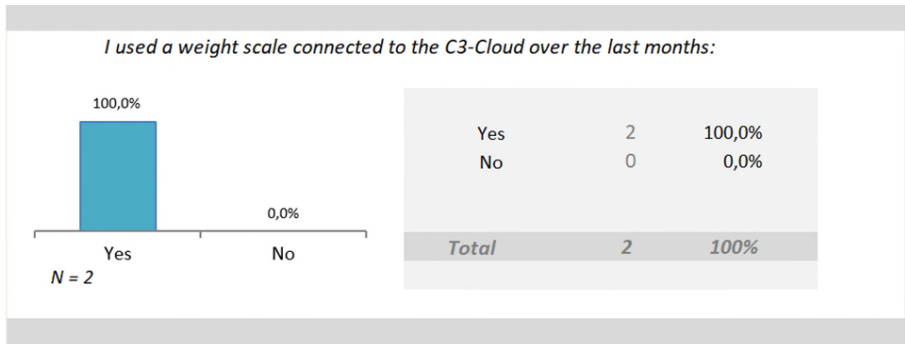 I used a weight scale connected to the C3-Cloud over the last months:
100,0%
0,0%
Yes No
N = 2
Yes 2 100,0%
No 0 0,0%
Total 2 100%